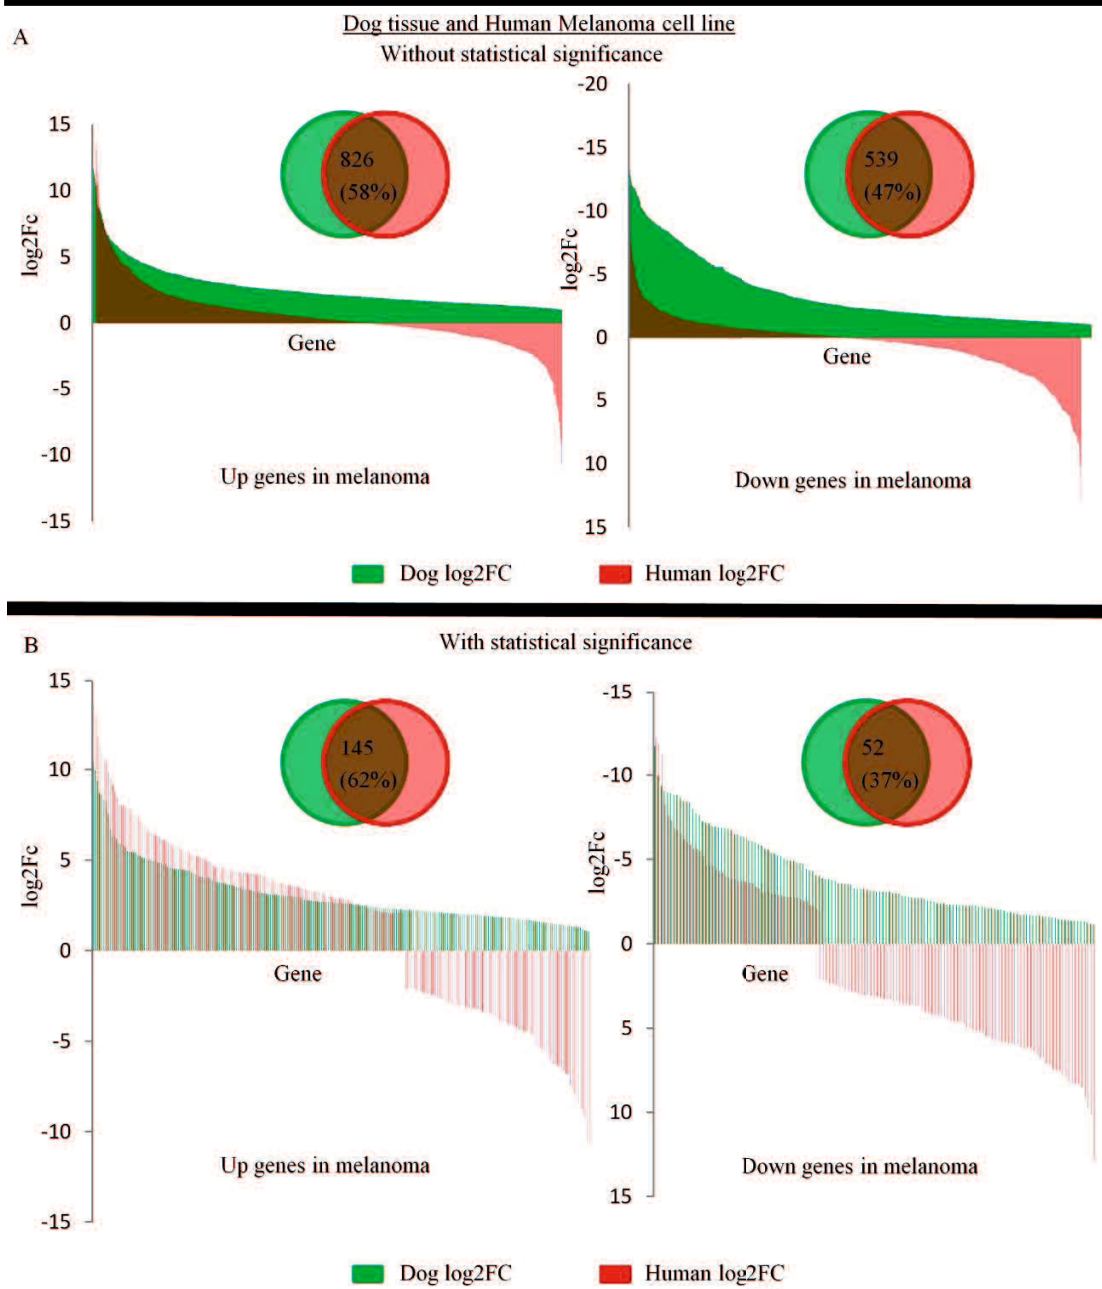 Dog tissue and Human Melanoma cell line
A
Without statistical significance
15
10
5
0
-5
-10
-15
log2Fc
826
(58%)
Gene
Up genes in melanoma
-20
-15
-10
-5
0
5
10
15
log2Fc
539
(47%)
Gene
Down genes in melanoma
Dog log2FC
Human log2FC
B
With statistical significance
15
10
5
0
-5
-10
-15
log2Fc
145
(62%)
Gene
Up genes in melanoma
-15
-10
-5
0
5
10
15
log2Fc
52
(37%)
Gene
Down genes in melanoma
Dog log2FC
Human log2FC